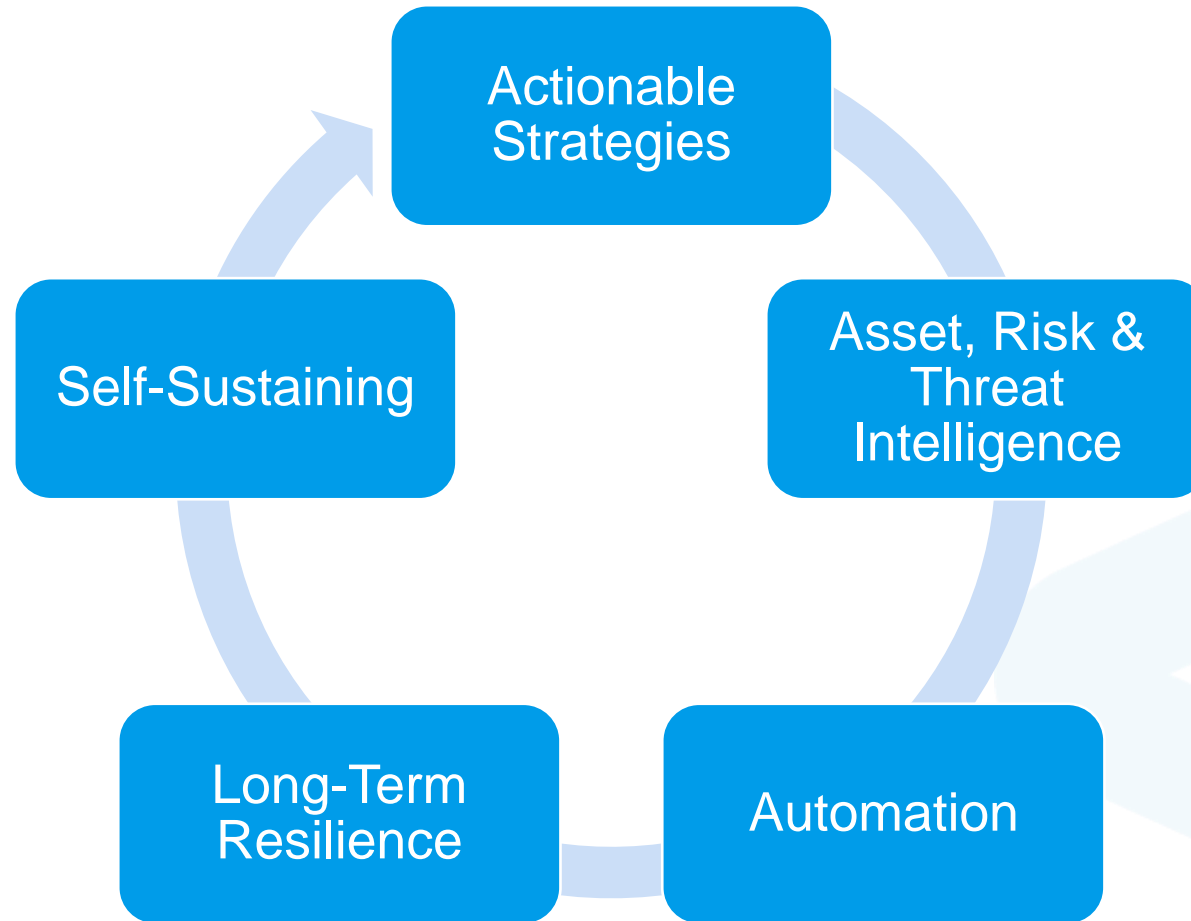 Actionable
Strategies
Asset, Risk &
Threat
Intelligence
Automation
Long-Term
Resilience
Self-Sustaining